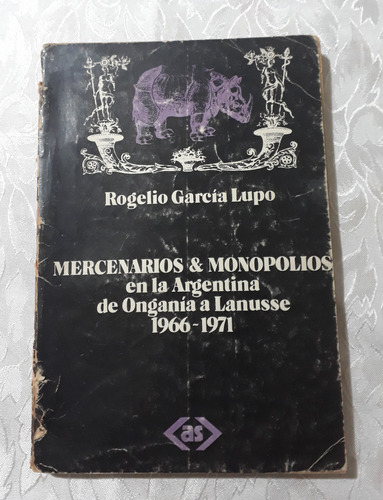 Rogelio García Lupo
MERCENARIOS & MONOPOLIOS
en la Argentina
de Onganía a Lanusse
1966-1971
as